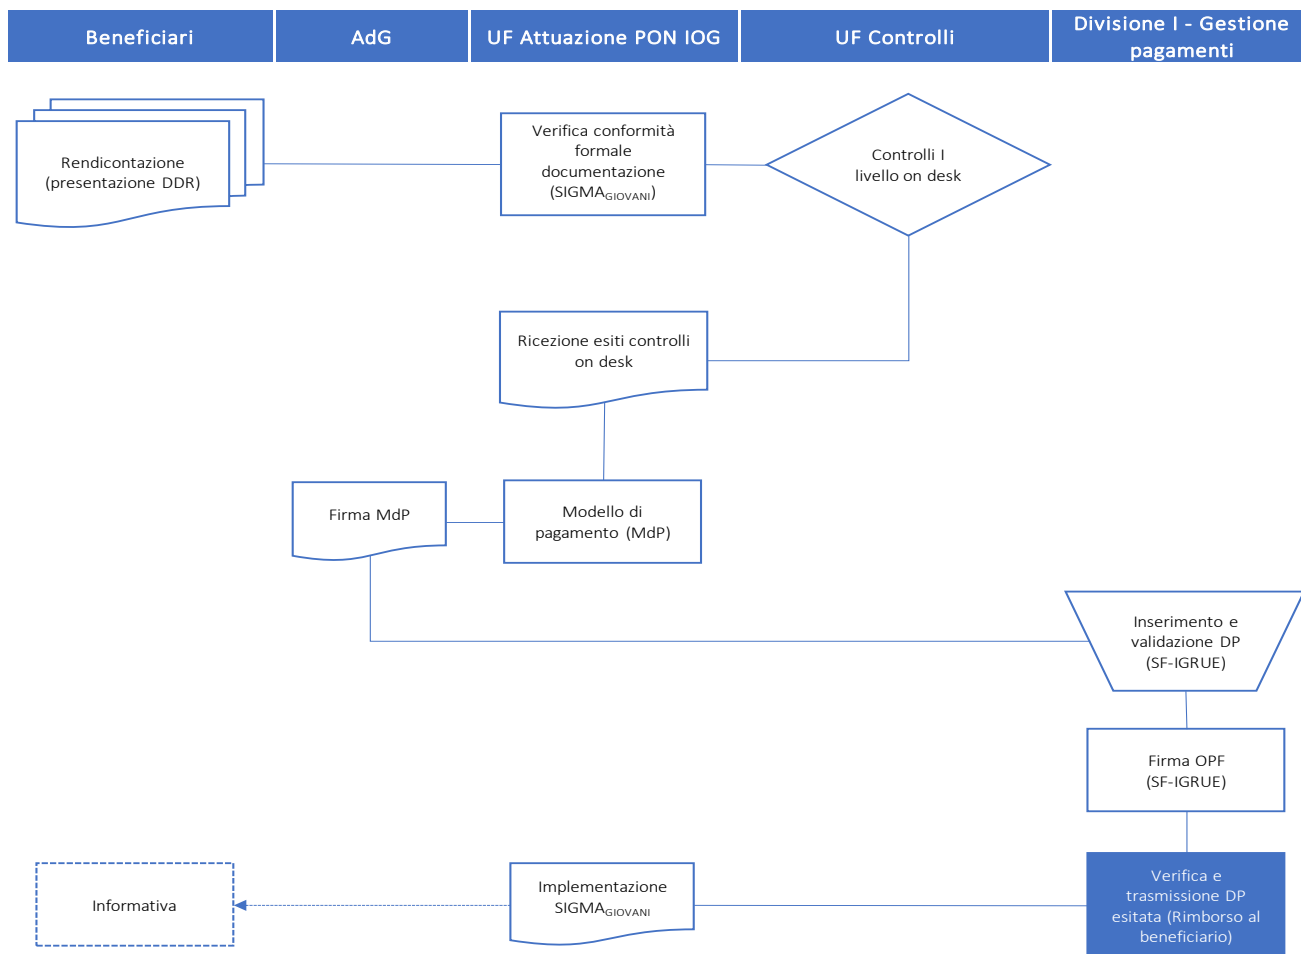 Beneficiari
AdG
UF Attuazione PON IOG
UF Controlli
Divisione I - Gestione
pagamenti
Rendicontazione
(presentazione DDR)
Verifica conformità
formale
documentazione
(SIGMAGIOVANI)
Controlli I
livello on desk
Ricezione esiti controlli
on desk
Firma MdP
Modello di
pagamento (MdP)
Inserimento e
validazione DP
(SF-IGRUE)
Firma OPF
(SF-IGRUE)
Informativa
Implementazione
SIGMAGIOVANI
Verifica e
trasmissione DP
esitata (Rimborso al
beneficiario)